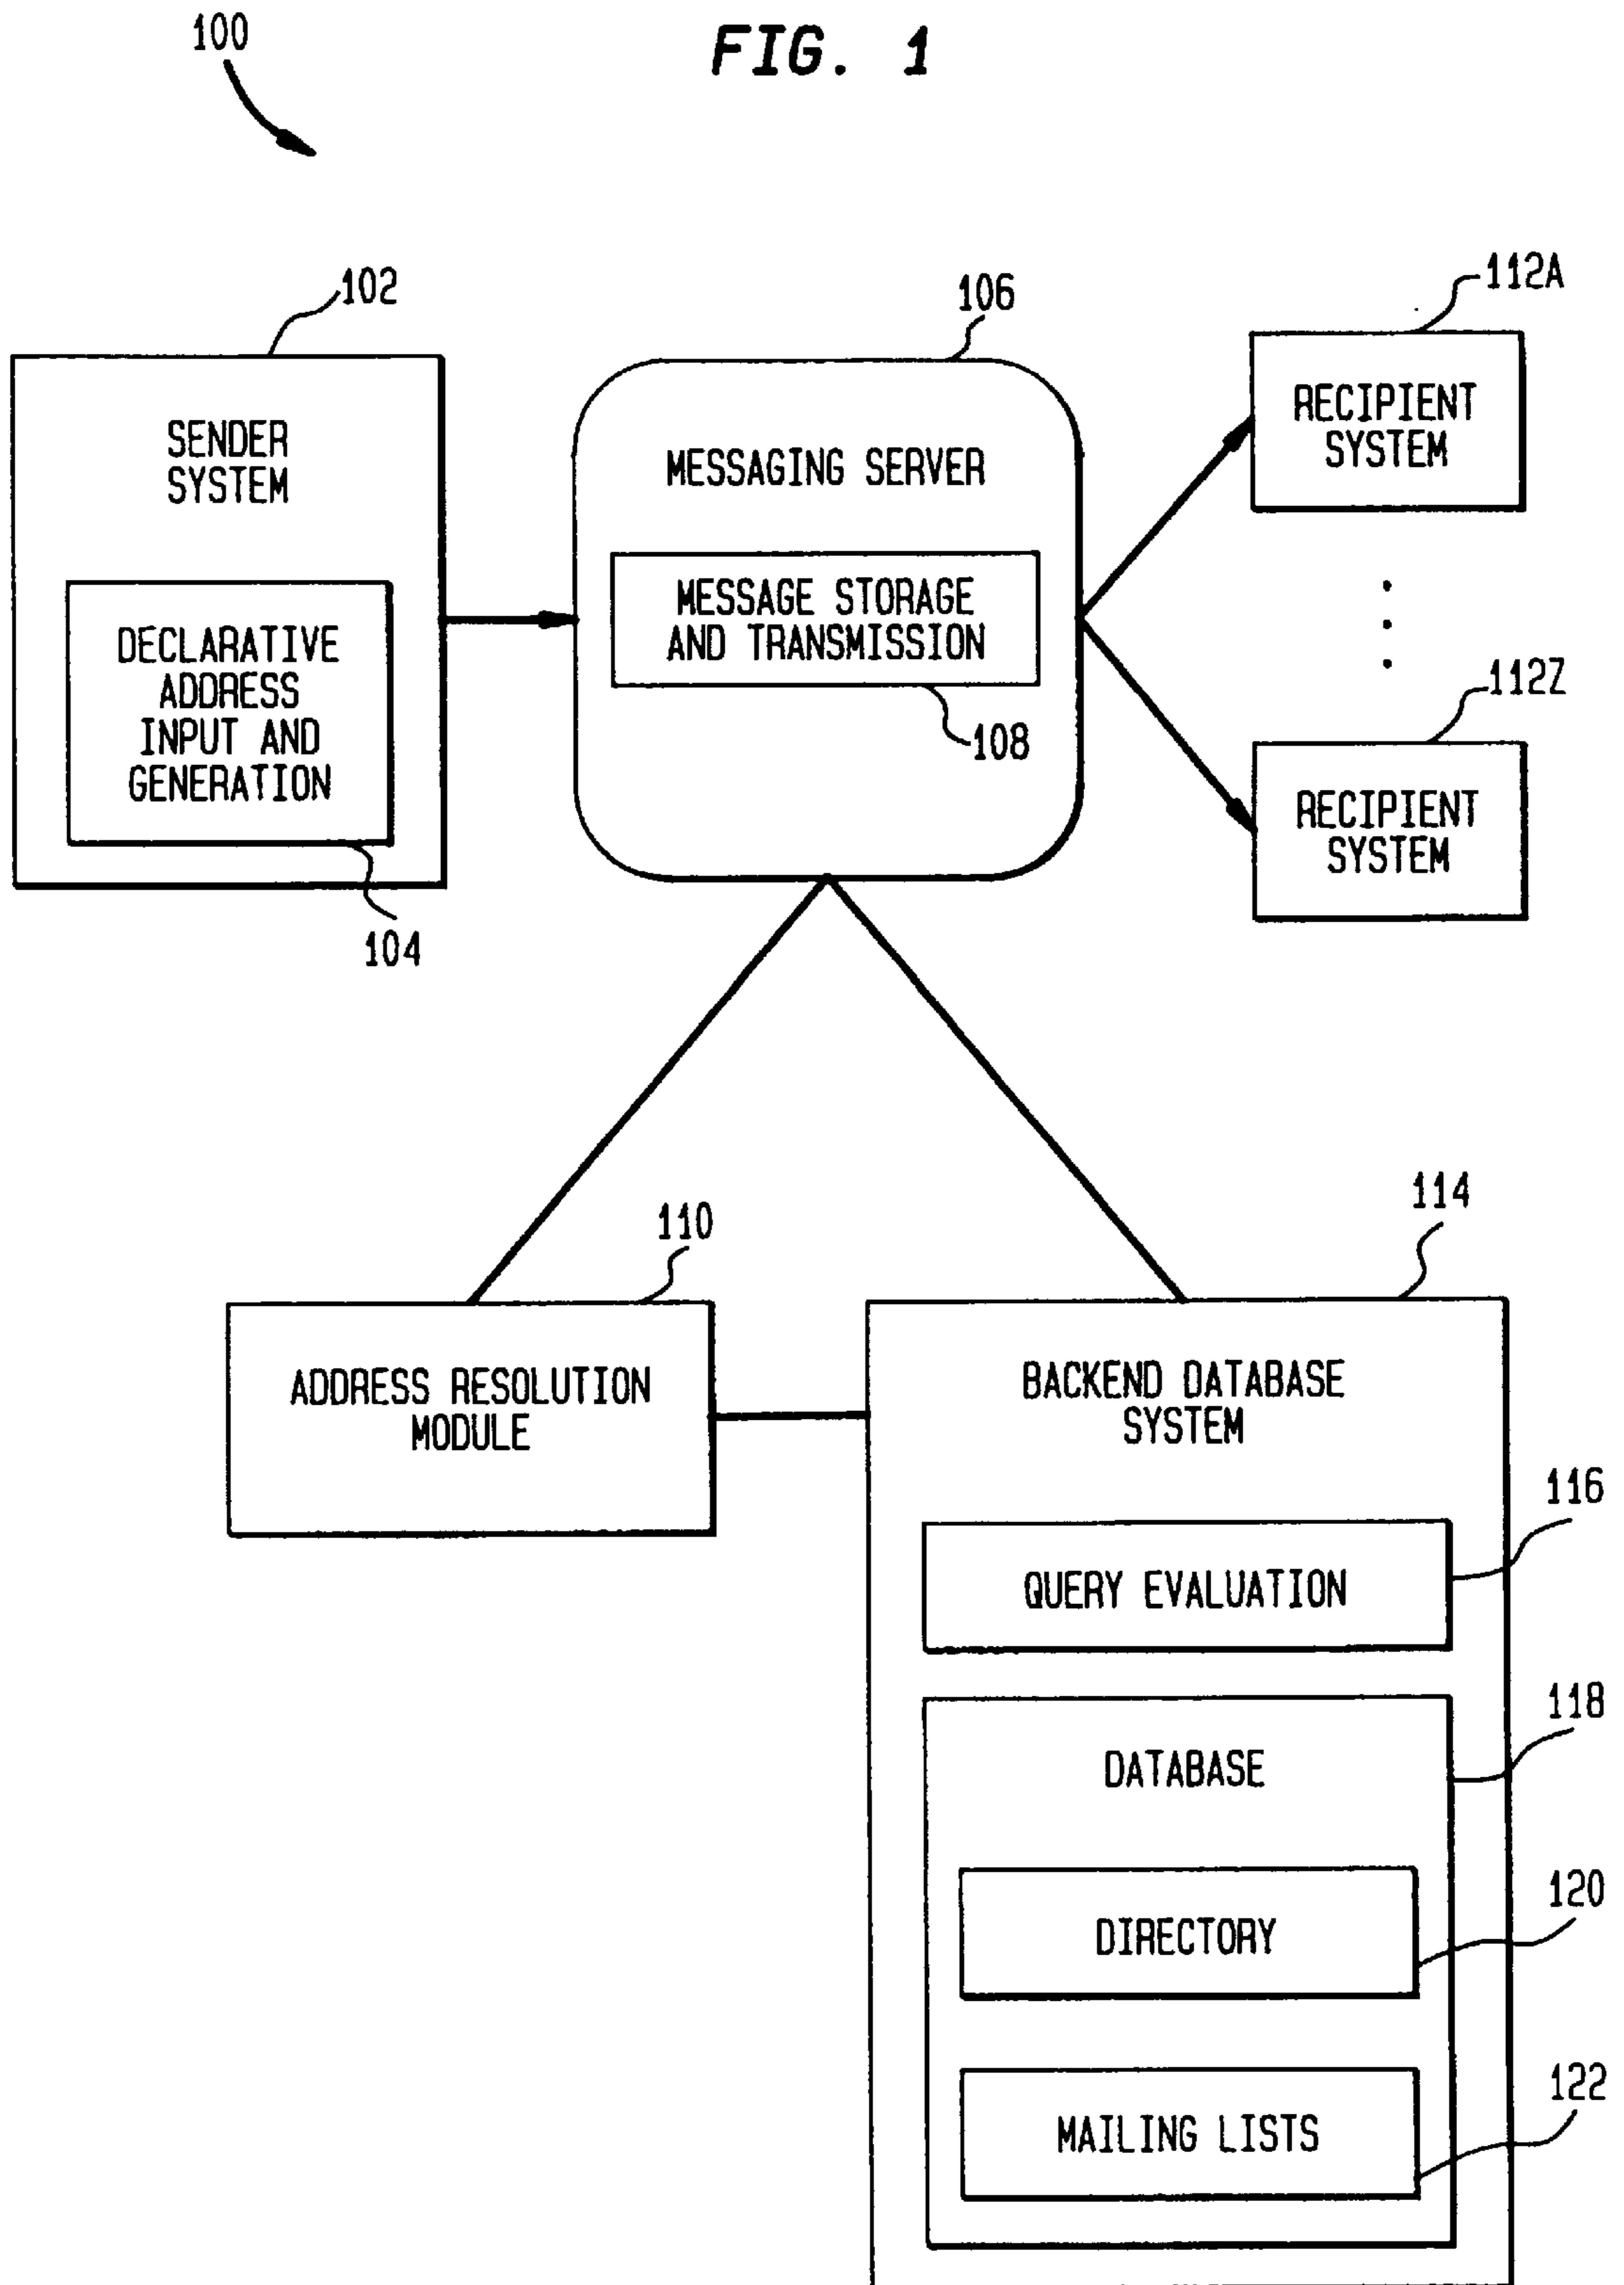 FIG. 1
100
102
SENDER
SYSTEM
DECLARATIVE
ADDRESS
INPUT AND
GENERATION
104
106
MESSAGING SERVER
MESSAGE STORAGE
AND TRANSMISSION
108
112A
RECIPIENT
SYSTEM
112Z
RECIPIENT
SYSTEM
110
ADDRESS RESOLUTION
MODULE
114
BACKEND DATABASE
SYSTEM
116
QUERY EVALUATION
118
DATABASE
120
DIRECTORY
122
MAILING LISTS